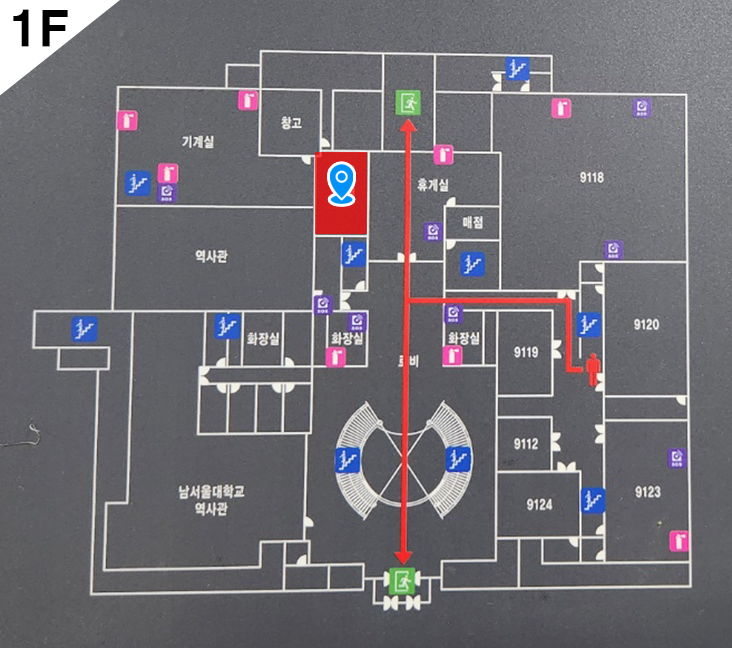 1F
창고
기계실
9118
휴게실
매점
역사관
화장실
화장실
화장실
9119
9120
9112
9124
9123
남서울대학교
역사관